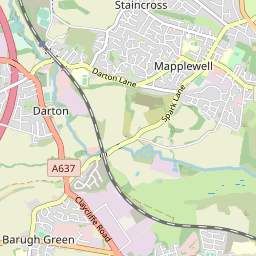 Staincross
Mapplewell
Darton Lane
Darton
Spark Lane
A637
Claycliffe Road
Barugh Green